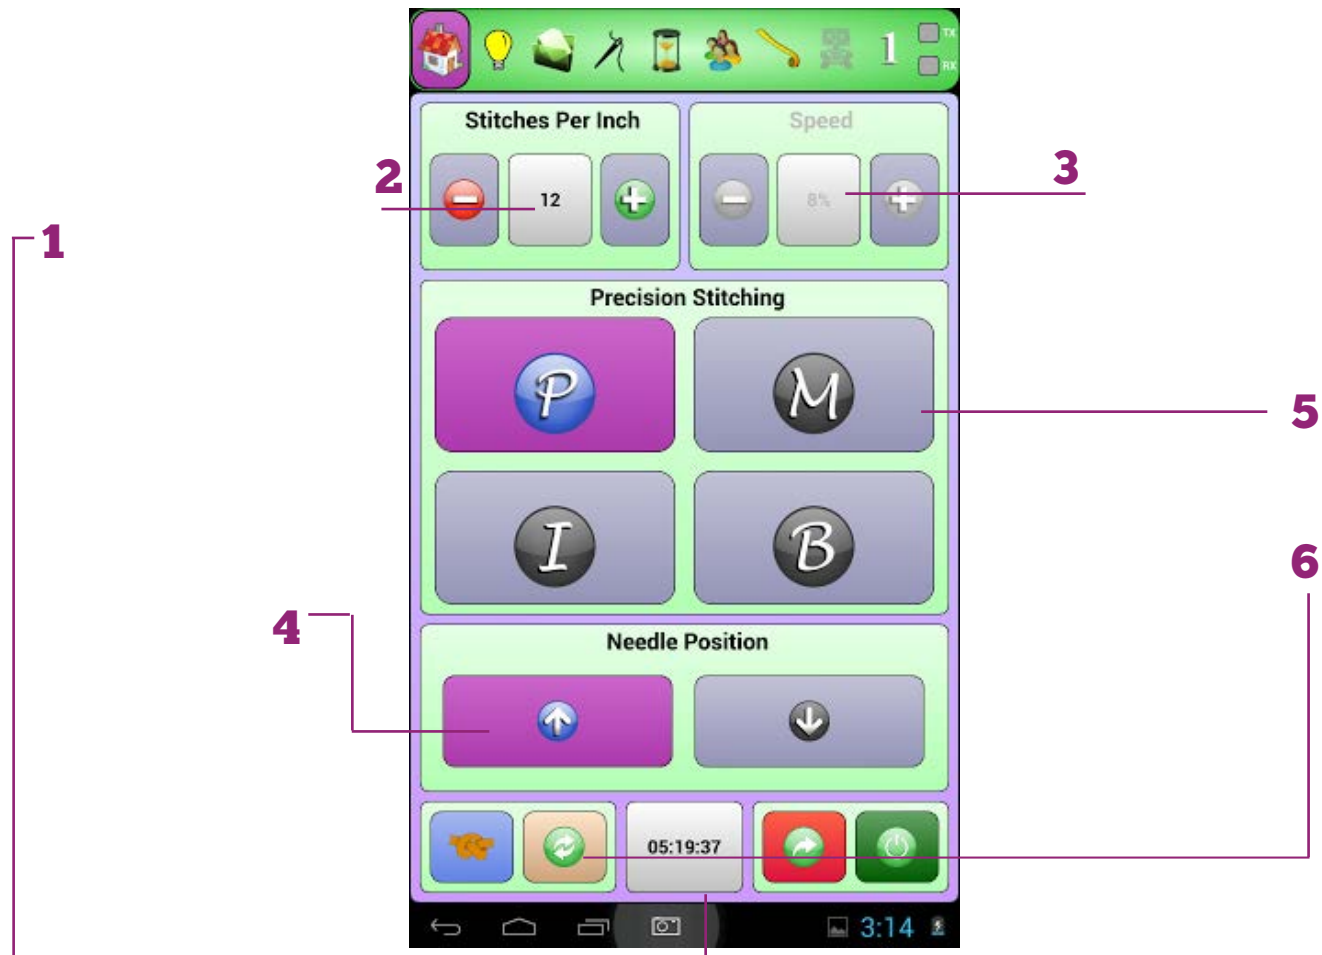 1
TX
RX
Stitches Per Inch
Speed
2
12
8%
3
1
Precision Stitching
P
M
5
I
B
6
4
Needle Position
05:19:37
3:14